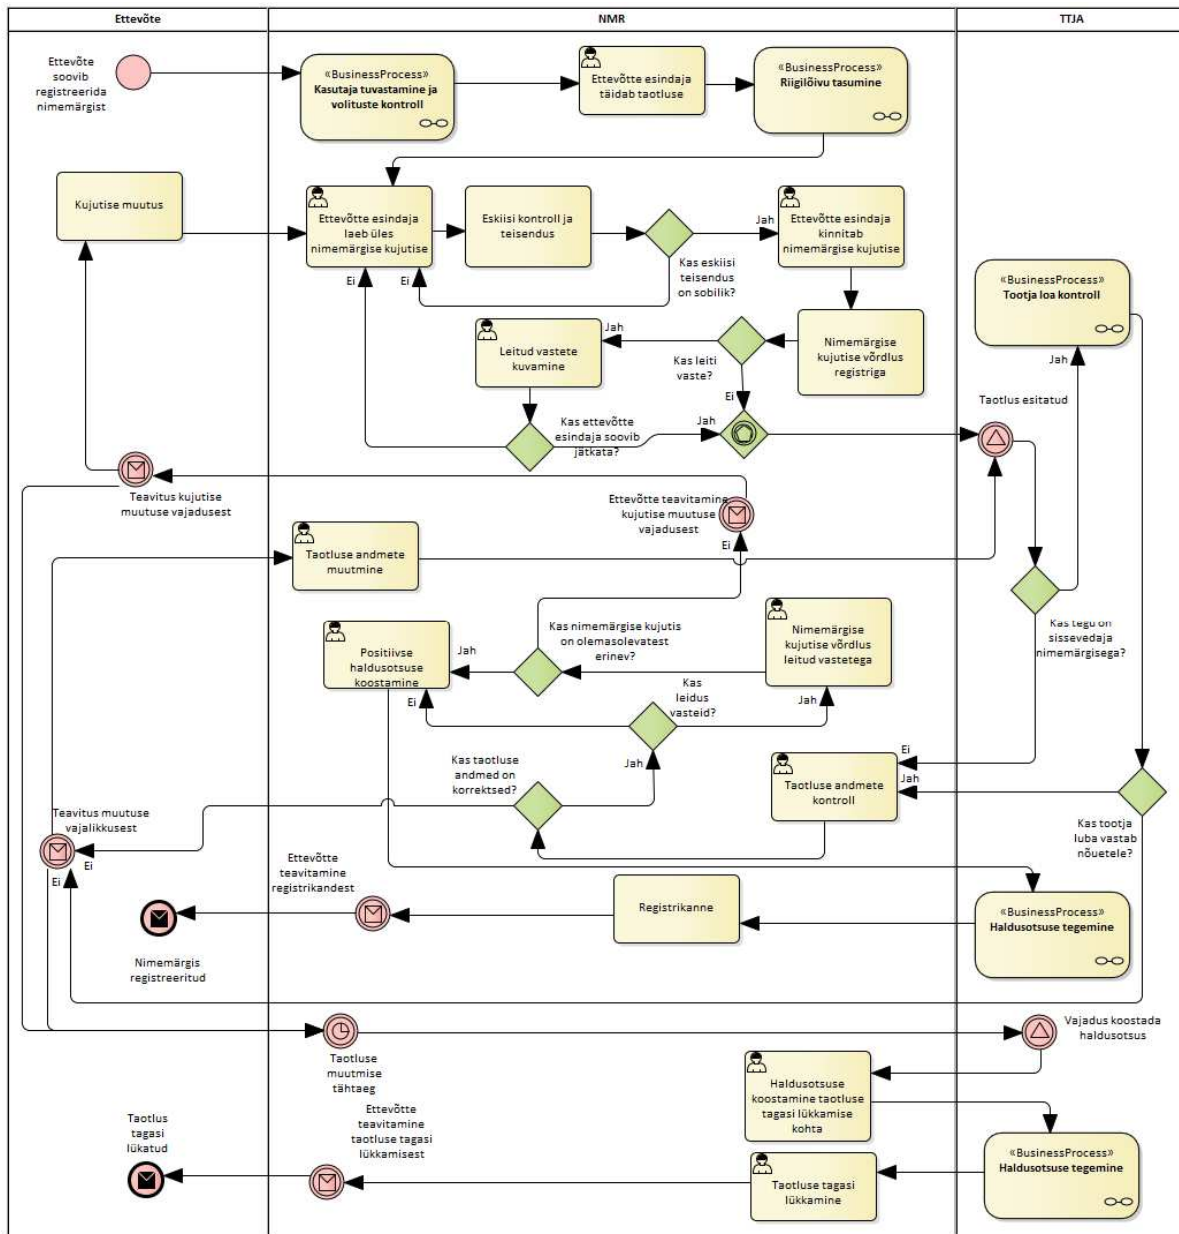 Ettevõte
NMR
TTJA
Ettevõte
soovib
registreerida
nimemärgist
«BusinessProcess»
Kasutaja tuvastamine ja
volituste kontroll
Ettevõtte esindaja
täidab taotluse
«BusinessProcess»
Riigilõivu tasumine
Kujutise muutus
Ettevõtte esindaja
laeb üles
nimemärgise kujutise
Eskiisi kontroll ja
teisendus
Jah
Ettevõtte esindaja
kinnitab
nimemärgise kujutise
Ei
Ei
Kas eskiisi
teisendus
on sobilik?
«BusinessProcess»
Tootja loa kontroll
Jah
Leitud vastete
kuvamine
Jah
Kas leiti
vaste?
Ei
Nimemärgise
kujutise võrdlus
registriga
Kas ettevõtte
esindaja soovib
jätkata?
Jah
Taotlus esitatud
Teavitus kujutise
muutuse vajadusest
Ettevõtte teavitamine
kujutise muutuse
vajadusest
Ei
Taotluse andmete
muutmine
Positiivse
haldusotsuse
koostamine
Jah
Ei
Kas nimemärgise kujutis
on olemasolevatest
erinev?
Nimemärgise
kujutise võrdlus
leitud vastetega
Kas
leidus
vasteid?
Jah
Kas tegu on
sissevedaja
nimemärgisega?
Ei
Jah
Kas taotluse
andmed on
korrektsed?
Jah
Taotluse andmete
kontroll
Teavitus muutuse
vajalikkusest
Ei
Ei
Kas tootja
luba vastab
nõuetele?
Ettevõtte
teavitamine
registrikandest
Registrikanne
«BusinessProcess»
Haldusotsuse tegemine
Nimemärgis
registreeritud
Taotluse
muutmise
tähtaeg
Vajadus koostada
haldusotsus
Haldusotsuse
koostamine taotluse
tagasi lükkamise
kohta
Taotlus
tagasi
lükatud
Ettevõtte
teavitamine
taotluse tagasi
lükkamisest
Taotluse tagasi
lükkamine
«BusinessProcess»
Haldusotsuse tegemine